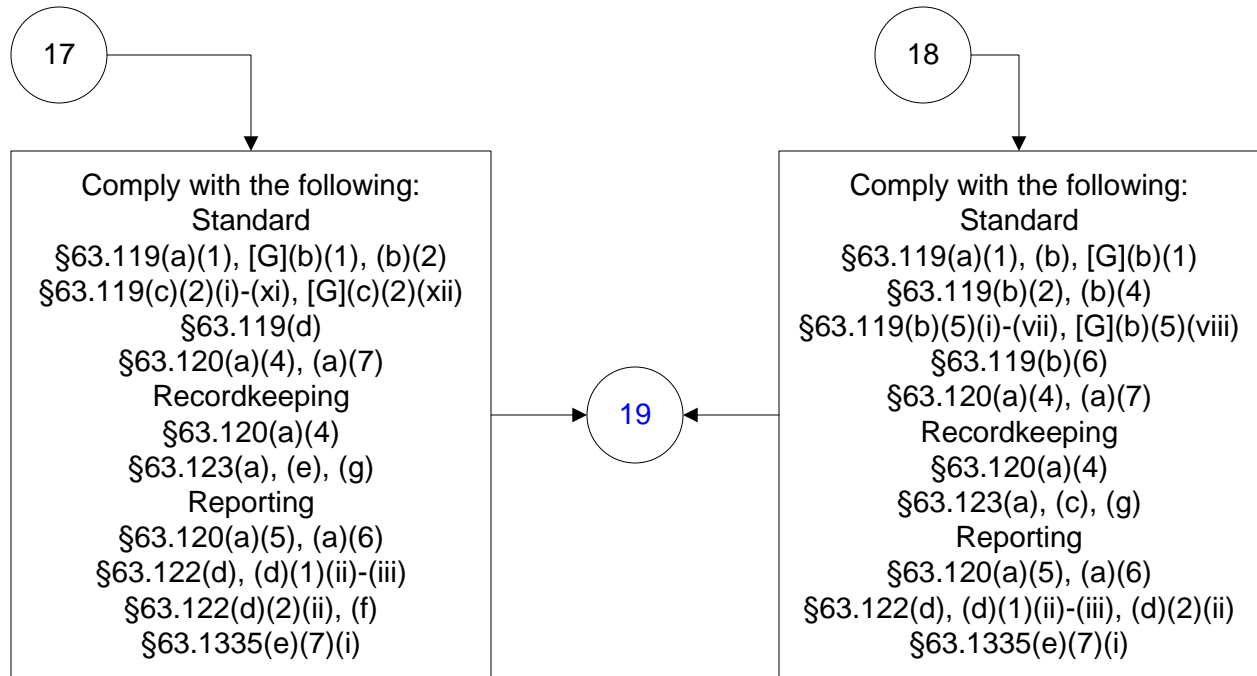 17
Comply with the following:
Standard
§63.119(a)(1), [G](b)(1), (b)(2)
§63.119(c)(2)(i)-(xi), [G](c)(2)(xii)
§63.119(d)
§63.120(a)(4), (a)(7)
Recordkeeping
§63.120(a)(4)
§63.123(a), (e), (g)
Reporting
§63.120(a)(5), (a)(6)
§63.122(d), (d)(1)(ii)-(iii)
§63.122(d)(2)(ii), (f)
§63.1335(e)(7)(i)
18
Comply with the following:
Standard
§63.119(a)(1), (b), [G](b)(1)
§63.119(b)(2), (b)(4)
§63.119(b)(5)(i)-(vii), [G](b)(5)(viii)
§63.119(b)(6)
§63.120(a)(4), (a)(7)
Recordkeeping
§63.120(a)(4)
§63.123(a), (c), (g)
Reporting
§63.120(a)(5), (a)(6)
§63.122(d), (d)(1)(ii)-(iii), (d)(2)(ii)
§63.1335(e)(7)(i)
19